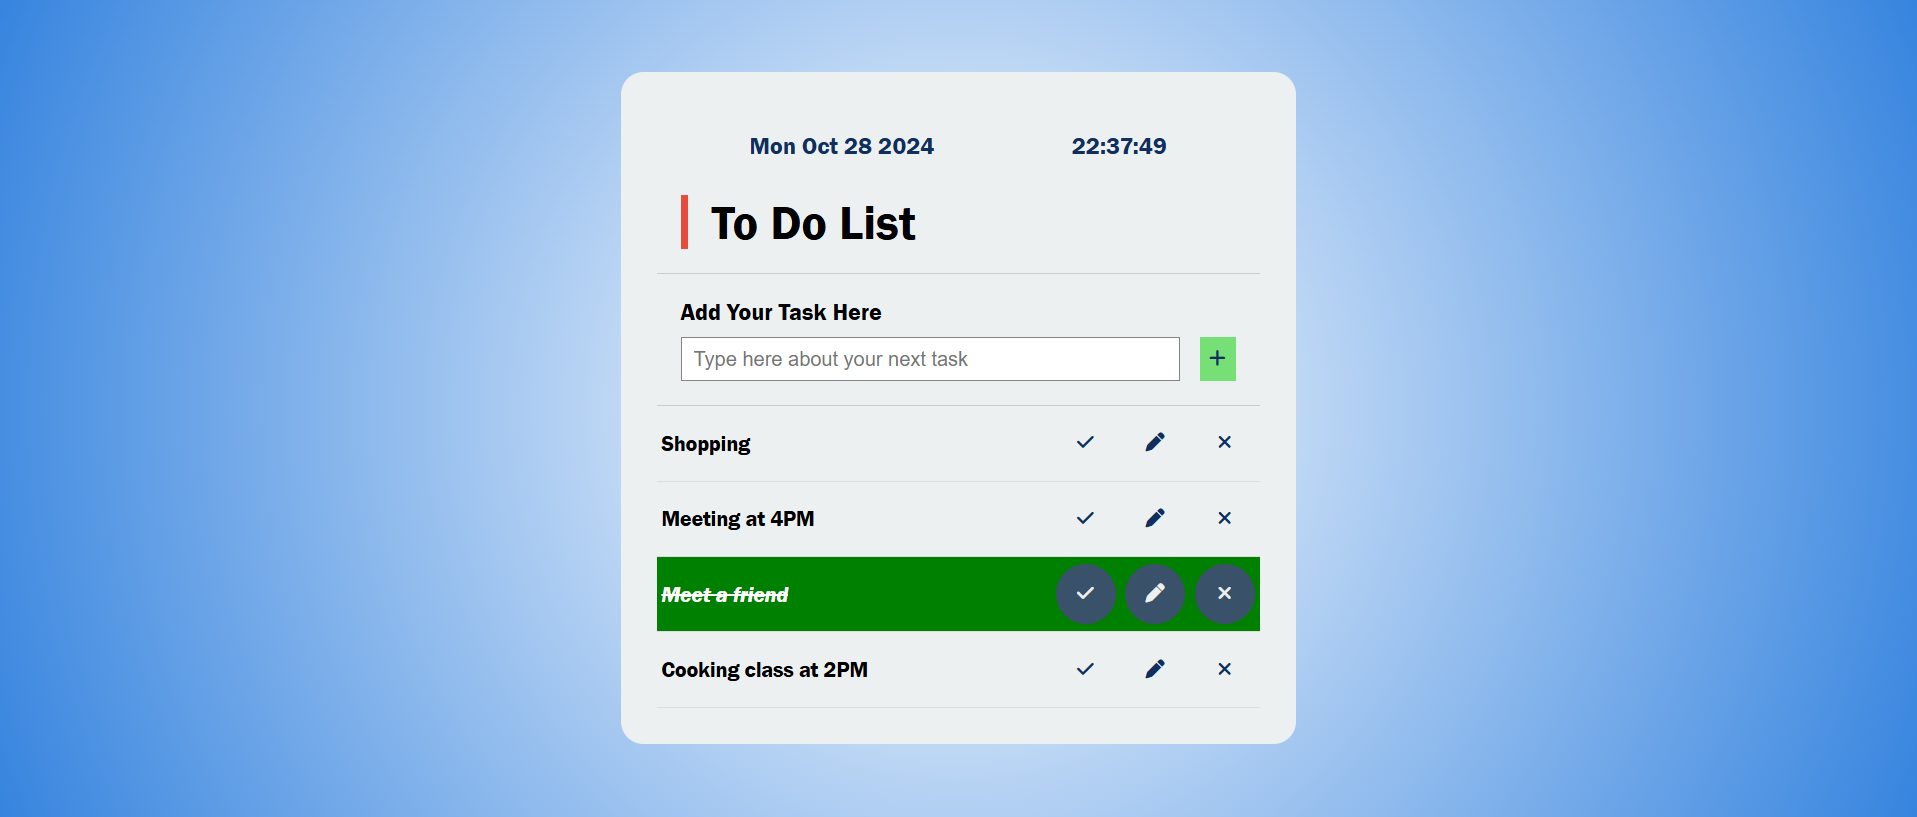 Mon Oct 28 2024 22:37:49
To Do List
Add Your Task Here
Type here about your next task
Shopping
Meeting at 4PM
Meet a friend
Cooking class at 2PM